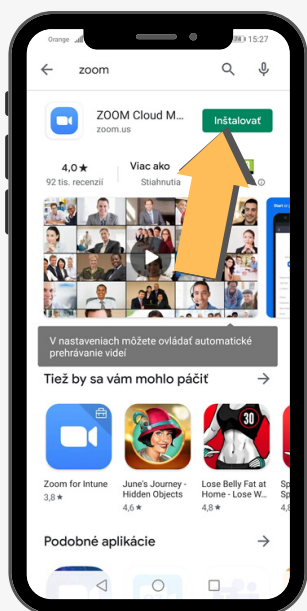 Orange 15:27
zoom
ZOOM Cloud M...
zoom.us
Inštalovať
4,0★ Viac ako
92 tis. recenzií Stiahnutia
V nastaveniach môžete ovládať automatické
prehrávanie videí
Tiež by sa vám mohlo páčiť
30
Zoom for Intune June's Journey - Lose Belly Fat at
3,8★ Hidden Objects Home - Lose W...
4,6★ 4,8★
Podobné aplikácie